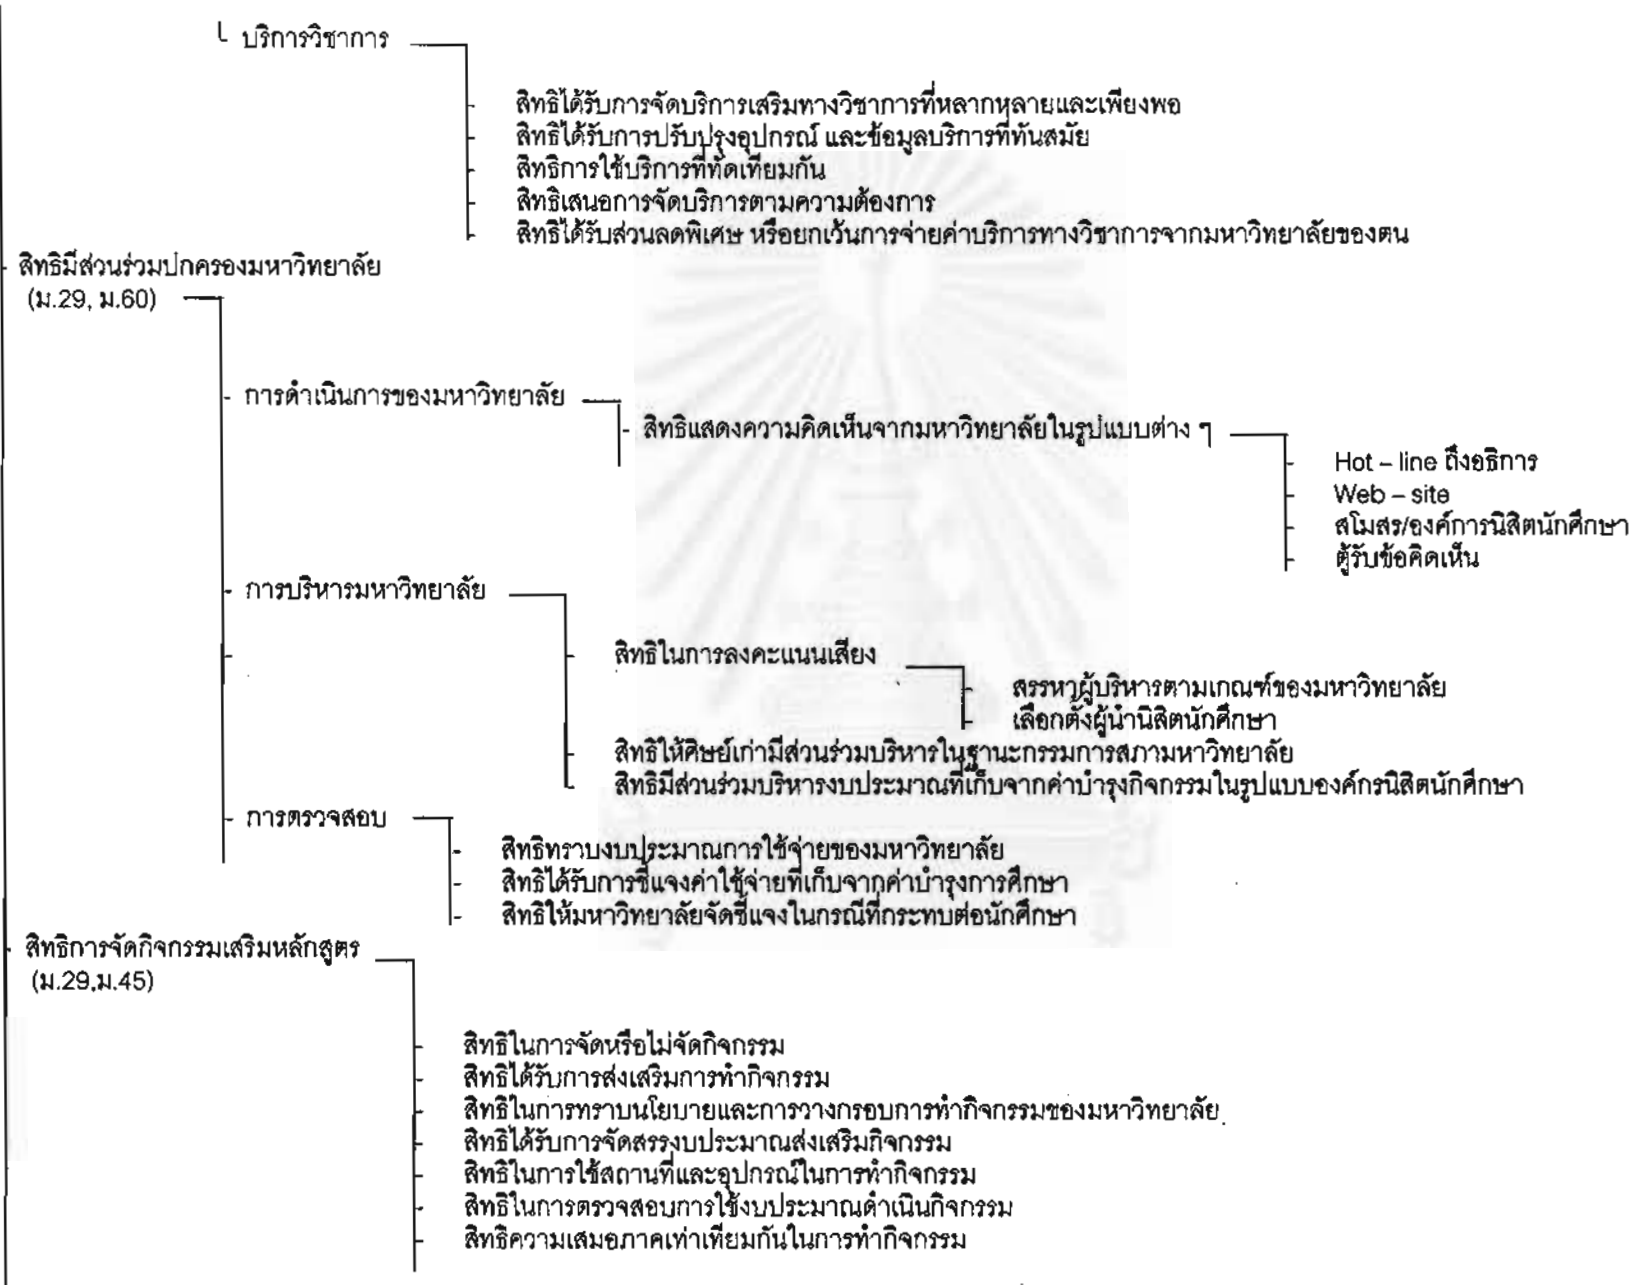 บริการวิชาการ
สิทธิได้รับการจัดบริการเสริมทางวิชาการที่หลากหลายและเพียงพอ
สิทธิได้รับการปรับปรุงอุปกรณ์ และข้อมูลบริการที่ทันสมัย
สิทธิการใช้บริการที่ทัดเทียมกัน
สิทธิเสนอการจัดบริการตามความต้องการ
สิทธิได้รับส่วนลดพิเศษ หรือยกเว้นการจ่ายค่าบริการทางวิชาการจากมหาวิทยาลัยของตน
สิทธิมีส่วนร่วมปกครองมหาวิทยาลัย
(ม.29, ม.60)
- การดำเนินการของมหาวิทยาลัย
- สิทธิแสดงความคิดเห็นจากมหาวิทยาลัยในรูปแบบต่าง ๆ
Hot – line ถึงอธิการ
Web – site
สโมสร/องค์การนิสิตนักศึกษา
ตู้รับข้อคิดเห็น
- การบริหารมหาวิทยาลัย
สิทธิในการลงคะแนนเสียง
สรรหาผู้บริหารตามเกณฑ์ของมหาวิทยาลัย
เลือกตั้งผู้นำนิสิตนักศึกษา
สิทธิให้ศิษย์เก่ามีส่วนร่วมบริหารในฐานะกรรมการสภามหาวิทยาลัย
สิทธิมีส่วนร่วมบริหารงบประมาณที่เก็บจากค่าบำรุงกิจกรรมในรูปแบบองค์กรนิสิตนักศึกษา
- การตรวจสอบ
สิทธิทราบงบประมาณการใช้จ่ายของมหาวิทยาลัย
สิทธิได้รับการชี้แจงค่าใช้จ่ายที่เก็บจากค่าบำรุงการศึกษา
สิทธิให้มหาวิทยาลัยจัดชี้แจงในกรณีที่กระทบต่อนักศึกษา
สิทธิการจัดกิจกรรมเสริมหลักสูตร
(ม.29,ม.45)
สิทธิในการจัดหรือไม่จัดกิจกรรม
สิทธิได้รับการส่งเสริมการทำกิจกรรม
สิทธิในการทราบนโยบายและการวางกรอบการทำกิจกรรมของมหาวิทยาลัย
สิทธิได้รับการจัดสรรงบประมาณส่งเสริมกิจกรรม
สิทธิในการใช้สถานที่และอุปกรณ์ในการทำกิจกรรม
สิทธิในการตรวจสอบการใช้งบประมาณดำเนินกิจกรรม
สิทธิความเสมอภาคเท่าเทียมกันในการทำกิจกรรม